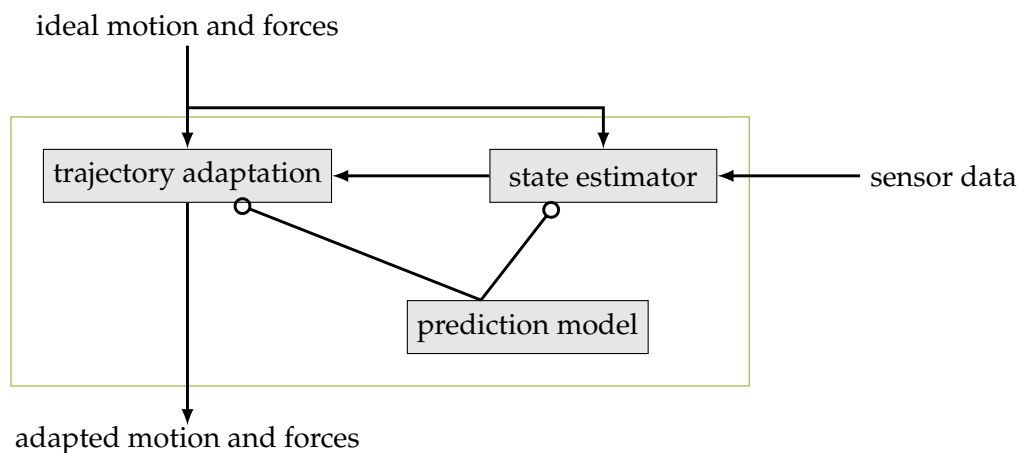 ideal motion and forces
trajectory adaptation
state estimator
sensor data
prediction model
adapted motion and forces